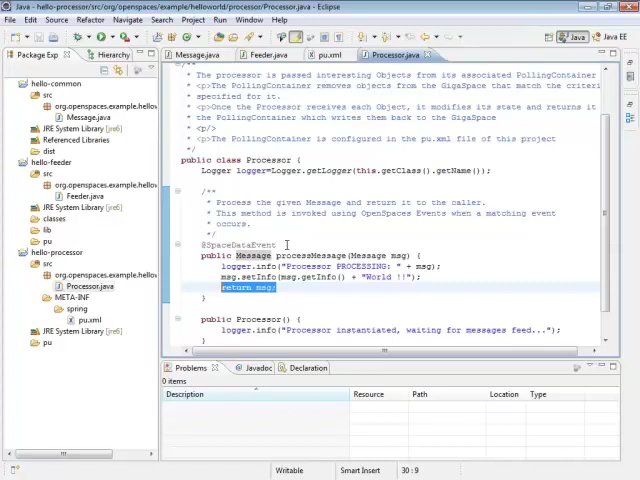 Java - hello-processor/src/org/openspaces/example/helloworld/processor/Processor.java - Eclipse
File Edit Source Refactor Navigate Search Project Run Window Help
Java Java EE
Package Exp Hierarchy
hello-common
src
org.openspaces.example.hellow
Message.java
JRE System Library [jre6]
Referenced Libraries
dist
hello-feeder
src
org.openspaces.example.hellow
Feeder.java
JRE System Library [jre6]
classes
lib
pu
hello-processor
src
org.openspaces.example.hellow
Processor.java
META-INF
spring
pu.xml
JRE System Library [jre6]
pu
Message.java Feeder.java pu.xml Processor.java
/**
* The processor is passed interesting Objects from its associated PollingContainer
* <p>The PollingContainer removes objects from the GigaSpace that match the criteri
specified for it.
* <p>Once the Processor receives each Object, it modifies its state and returns it
the PollingContainer which writes them back to the GigaSpace
* <p/>
* <p>The PollingContainer is configured in the pu.xml file of this project
*/
public class Processor {
Logger logger=Logger.getLogger(this.getClass().getName());
/**
* Process the given Message and return it to the caller.
* This method is invoked using OpenSpaces Events when a matching event
* occurs.
*/
@SpaceDataEvent
public Message processMessage(Message msg) {
logger.info("Processor PROCESSING: " + msg);
msg.setInfo(msg.getInfo() + "World !!");
return msg;
}
public Processor() {
logger.info("Processor instantiated, waiting for messages feed...");
}
Problems Javadoc Declaration
0 items
Description Resource Path Location Type
Writable Smart Insert 30 : 9